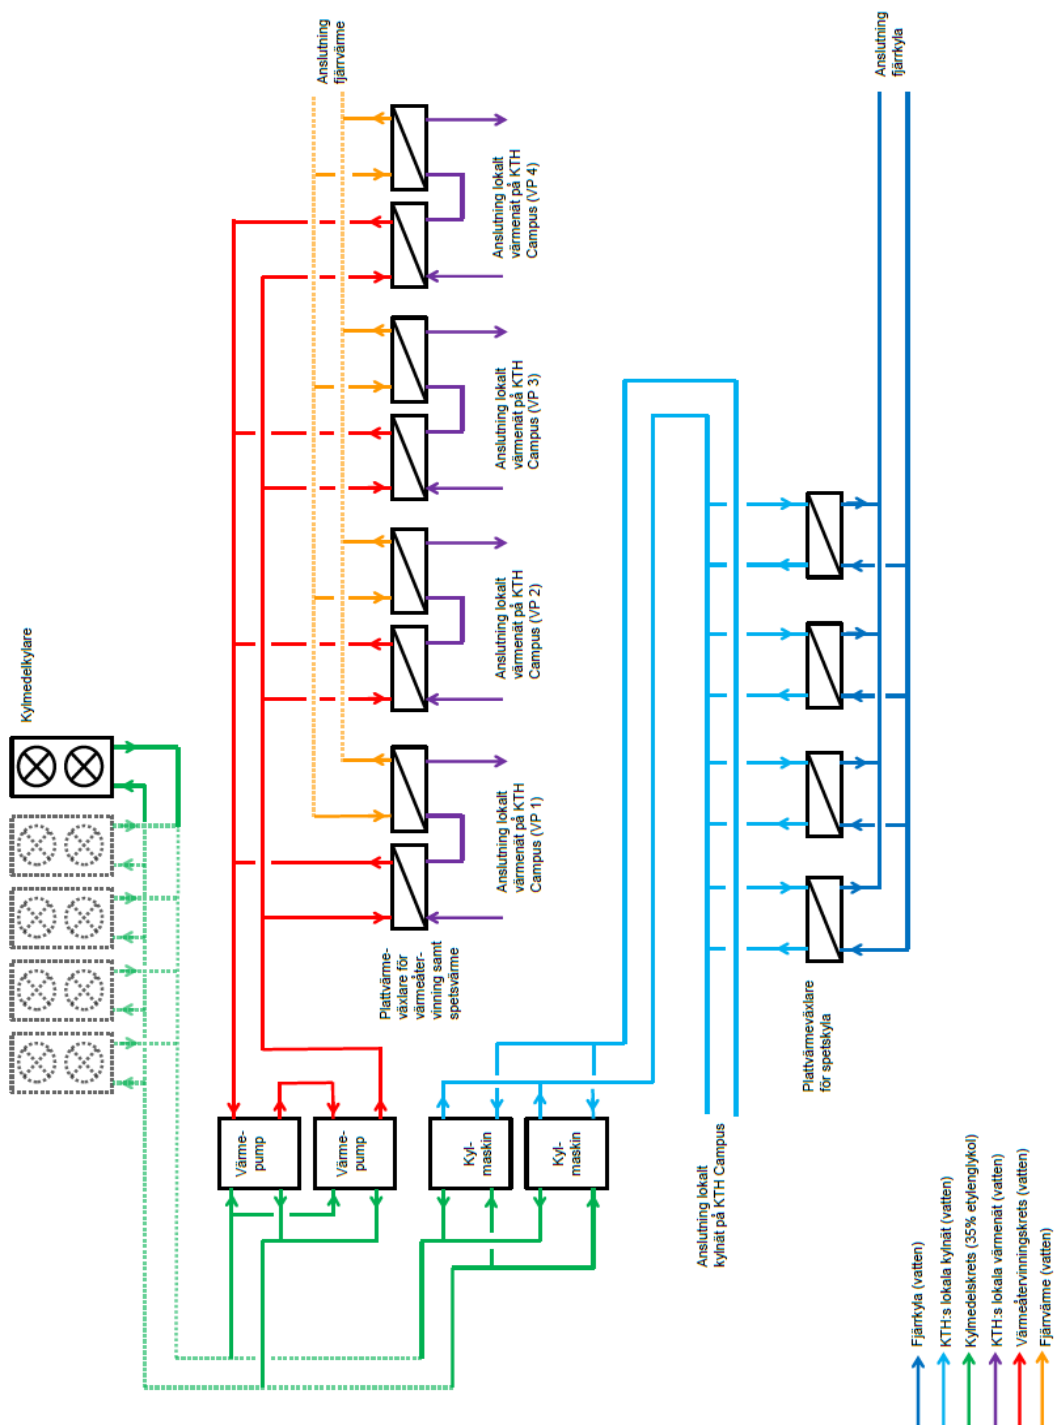 Kylmedelkylare
Anslutning
fjärrvärme
Anslutning
fjärrkyla
Anslutning lokalt
värmenät på KTH
Campus (VP 4)
Anslutning lokalt
värmenät på KTH
Campus (VP 3)
Anslutning lokalt
värmenät på KTH
Campus (VP 2)
Anslutning lokalt
värmenät på KTH
Campus (VP 1)
Plattvärme-
växlare för
värmeåter-
vinning samt
spetsvärme
Värme-
pump
Värme-
pump
Kyl-
maskin
Kyl-
maskin
Plattvärmeväxlare
för spetskyla
Anslutning lokalt
kylnät på KTH Campus
Fjärrkyla (vatten)
KTH:s lokala kylnät (vatten)
Kylmedelskrets (35% etylenglykol)
KTH:s lokala värmenät (vatten)
Värmeåtervinningskrets (vatten)
Fjärrvärme (vatten)